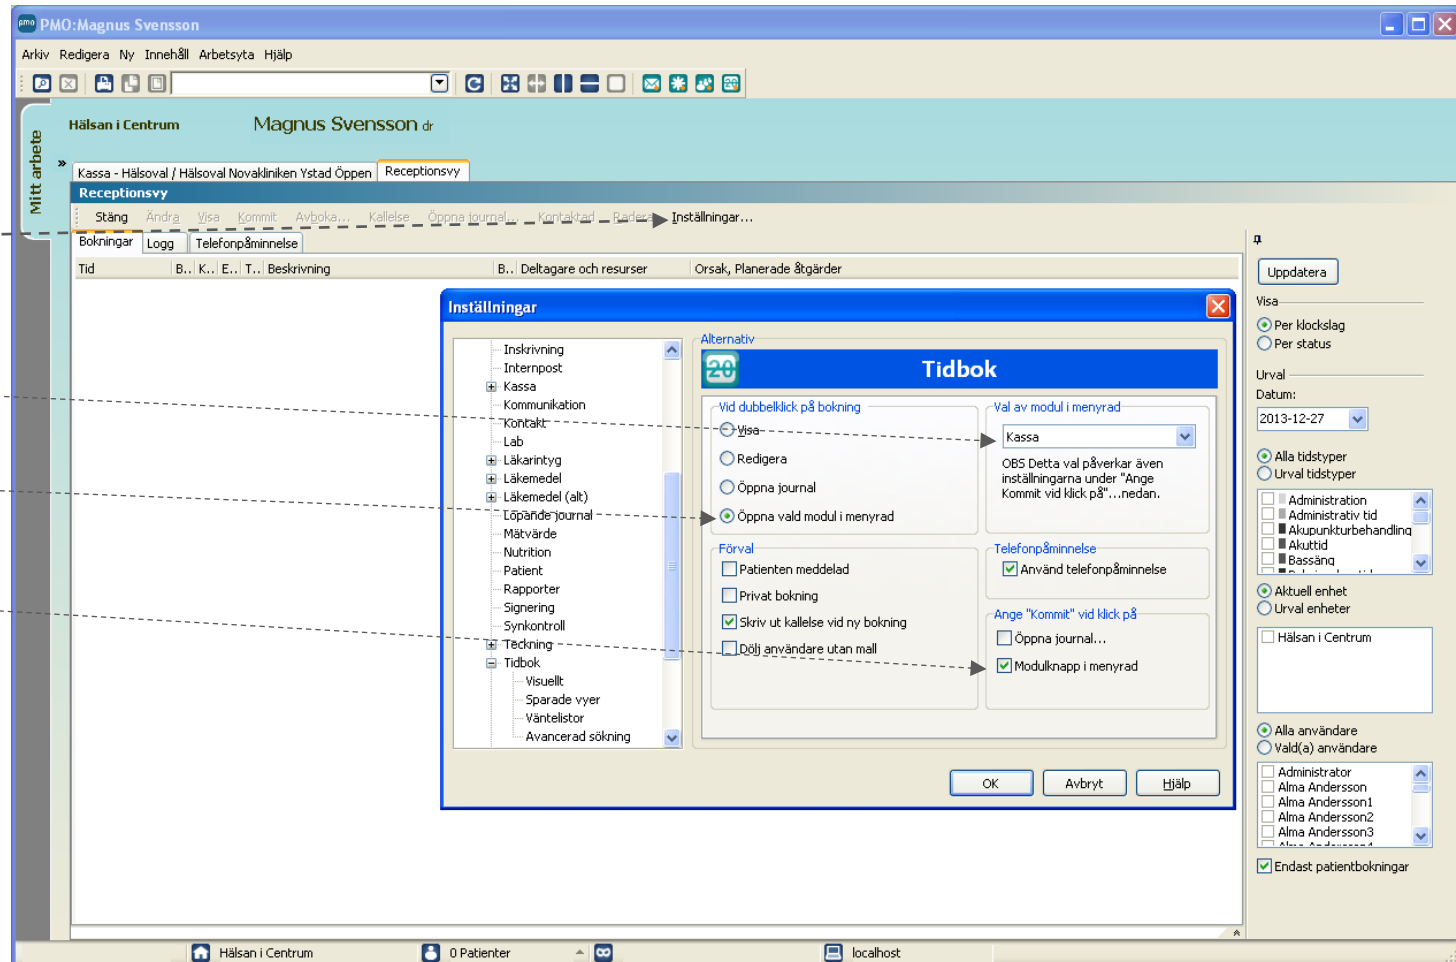 pmo PMO:Magnus Svensson
Arkiv Redigera Ny Innehåll Arbetsyta Hjälp
Mitt arbete
Hälsan i Centrum Magnus Svensson dr
»
Kassa - Hälsoval / Hälsoval Novakliniken Ystad Öppen Receptionsvy
Receptionsvy
Stäng Ändra Visa Kommit Avboka... Kallelse Öppna journal... Kontaktad Radera Inställningar...
Bokningar Logg Telefonpåminnelse
Tid B.. K.. E.. T.. Beskrivning B.. Deltagare och resurser Orsak, Planerade åtgärder
Inställningar
Inskrivning
Internpost
Kassa
Kommunikation
Kontakt
Lab
Läkarintyg
Läkemedel
Läkemedel (alt)
Löpande journal
Mätvärde
Nutrition
Patient
Rapporter
Signering
Synkontroll
Teckning
Tidbok
Visuellt
Sparade vyer
Väntelistor
Avancerad sökning
Alternativ
20 Tidbok
Vid dubbelklick på bokning
Visa
Redigera
Öppna journal
Öppna vald modul i menyrad
Val av modul i menyrad
Kassa
OBS Detta val påverkar även
inställningarna under "Ange
Kommit vid klick på"...nedan.
Förval
Patienten meddelad
Privat bokning
Skriv ut kallelse vid ny bokning
Dölj användare utan mall
Telefonpåminnelse
Använd telefonpåminnelse
Ange "Kommit" vid klick på
Öppna journal...
Modulknapp i menyrad
OK Avbryt Hjälp
Uppdatera
Visa
Per klockslag
Per status
Urval
Datum:
2013-12-27
Alla tidstyper
Urval tidstyper
Administration
Administrativ tid
Akupunkturbehandling
Akuttid
Bassäng
Aktuell enhet
Urval enheter
Hälsan i Centrum
Alla användare
Vald(a) användare
Administrator
Alma Andersson
Alma Andersson1
Alma Andersson2
Alma Andersson3
Alma Andersson4
Endast patientbokningar
Hälsan i Centrum 0 Patienter localhost